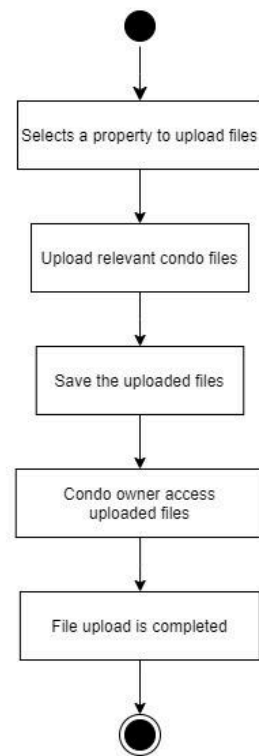 Selects a property to upload files
Upload relevant condo files
Save the uploaded files
Condo owner access
uploaded files
File upload is completed